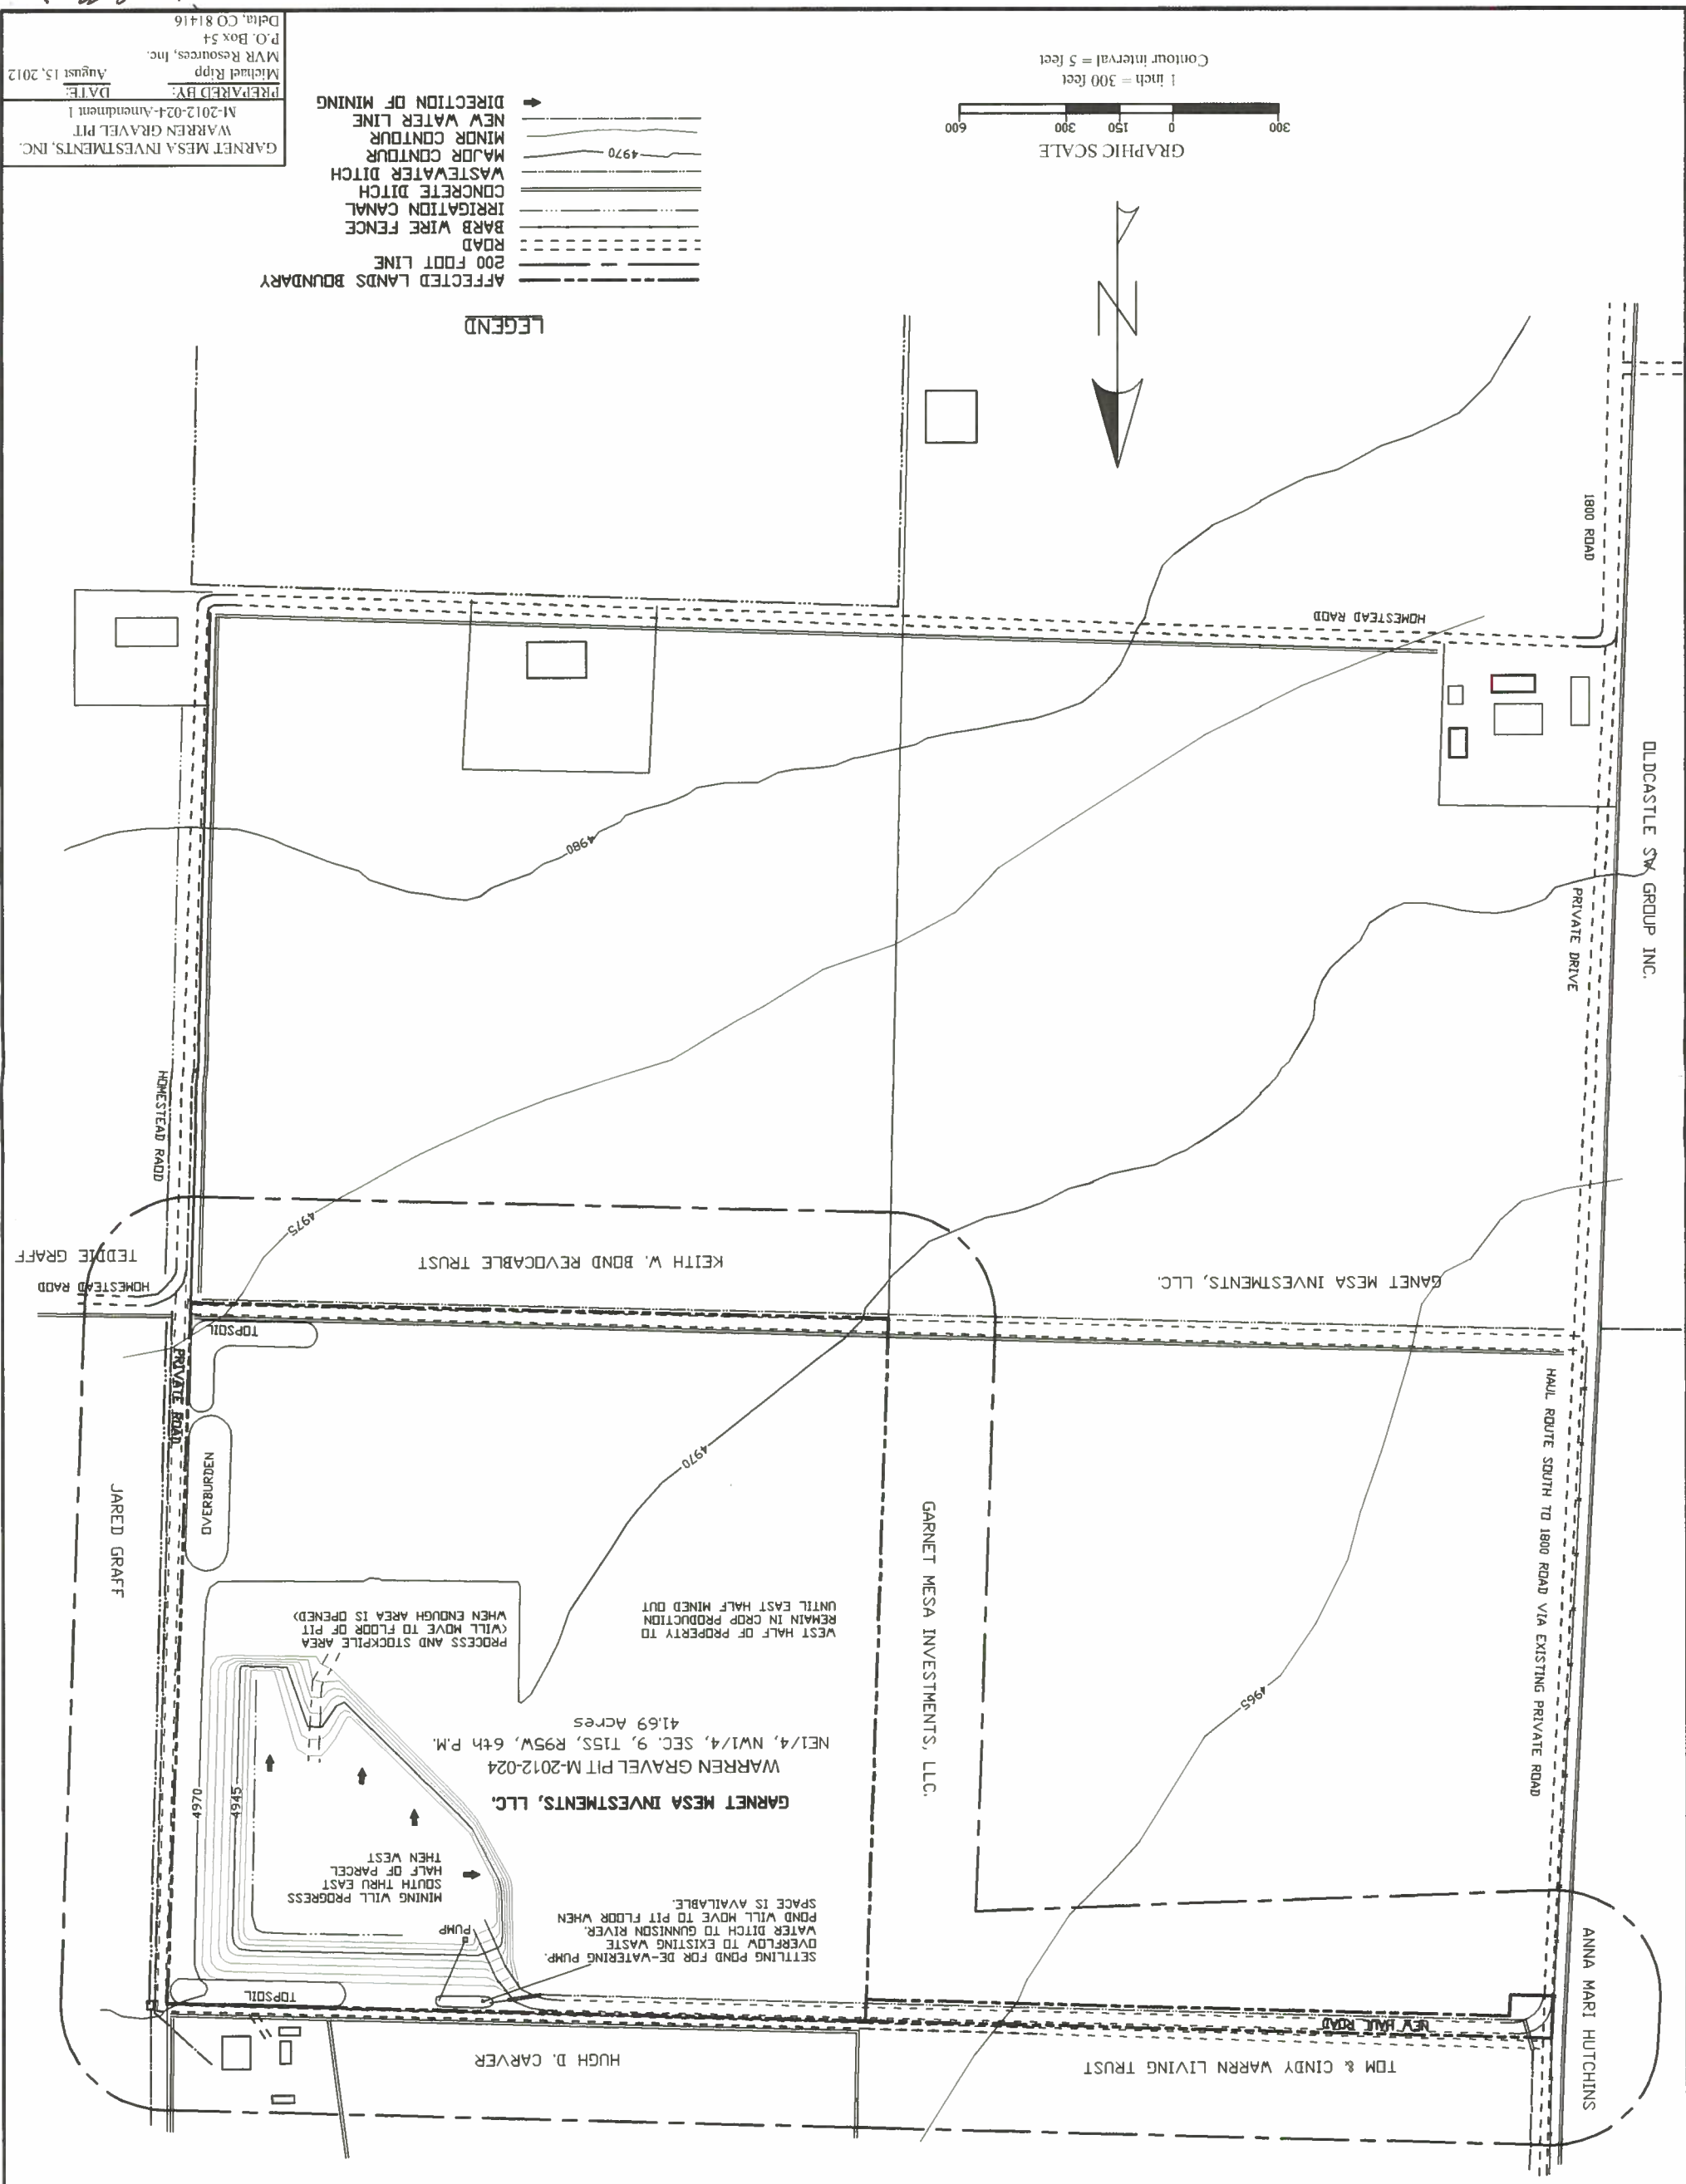 TOM & CINDY WARRN LIVING TRUST
HUGH D. CARVER
ANNA MARI HUTCHINS
NEW HAUL ROAD
TOPSOIL
SETTLING POND FOR DE-WATERING PUMP.
OVERFLOW TO EXISTING WASTE
WATER DITCH TO GUNNISON RIVER.
POND WILL MOVE TO PIT FLOOR WHEN
SPACE IS AVAILABLE.
PUMP
MINING WILL PROGRESS
SOUTH THRU EAST
HALF OF PARCEL
THEN WEST
4970
4945
GARNET MESA INVESTMENTS, LLC.
WARREN GRAVEL PIT M-2012-024
NE1/4, NW1/4, SEC. 9, T15S, R95W, 6th P.M.
41.69 Acres
GARNET MESA INVESTMENTS, LLC.
HAUL ROUTE SOUTH TO 1800 ROAD VIA EXISTING PRIVATE ROAD
4965
WEST HALF OF PROPERTY TO
REMAIN IN CROP PRODUCTION
UNTIL EAST HALF MINED OUT
PROCESS AND STOCKPILE AREA
(WILL MOVE TO FLOOR OF PIT
WHEN ENOUGH AREA IS OPENED)
OVERBURDEN
JARED GRAFF
4970
PRIVATE ROAD
TOPSOIL
GANET MESA INVESTMENTS, LLC.
KEITH W. BOND REVOCABLE TRUST
HOMESTEAD RAOD
TEDDIE GRAFF
4975
HOMESTEAD RAOD
PRIVATE DRIVE
OLDCASTLE SW GROUP INC.
4980
HOMESTEAD RAOD
1800 ROAD
N
LEGEND
AFFECTED LANDS BOUNDARY
200 FOOT LINE
ROAD
BARB WIRE FENCE
IRRIGATION CANAL
CONCRETE DITCH
WASTEWATER DITCH
MAJOR CONTOUR
4970
MINOR CONTOUR
NEW WATER LINE
DIRECTION OF MINING
GRAPHIC SCALE
300 0 150 300 600
1 inch = 300 feet
Contour interval = 5 feet
GARNET MESA INVESTMENTS, INC.
WARREN GRAVEL PIT
M-2012-024-Amendment 1
PREPARED BY: DATE:
Michael Ripp August 15, 2012
MVR Resources, Inc.
P.O. Box 54
Delta, CO 81416